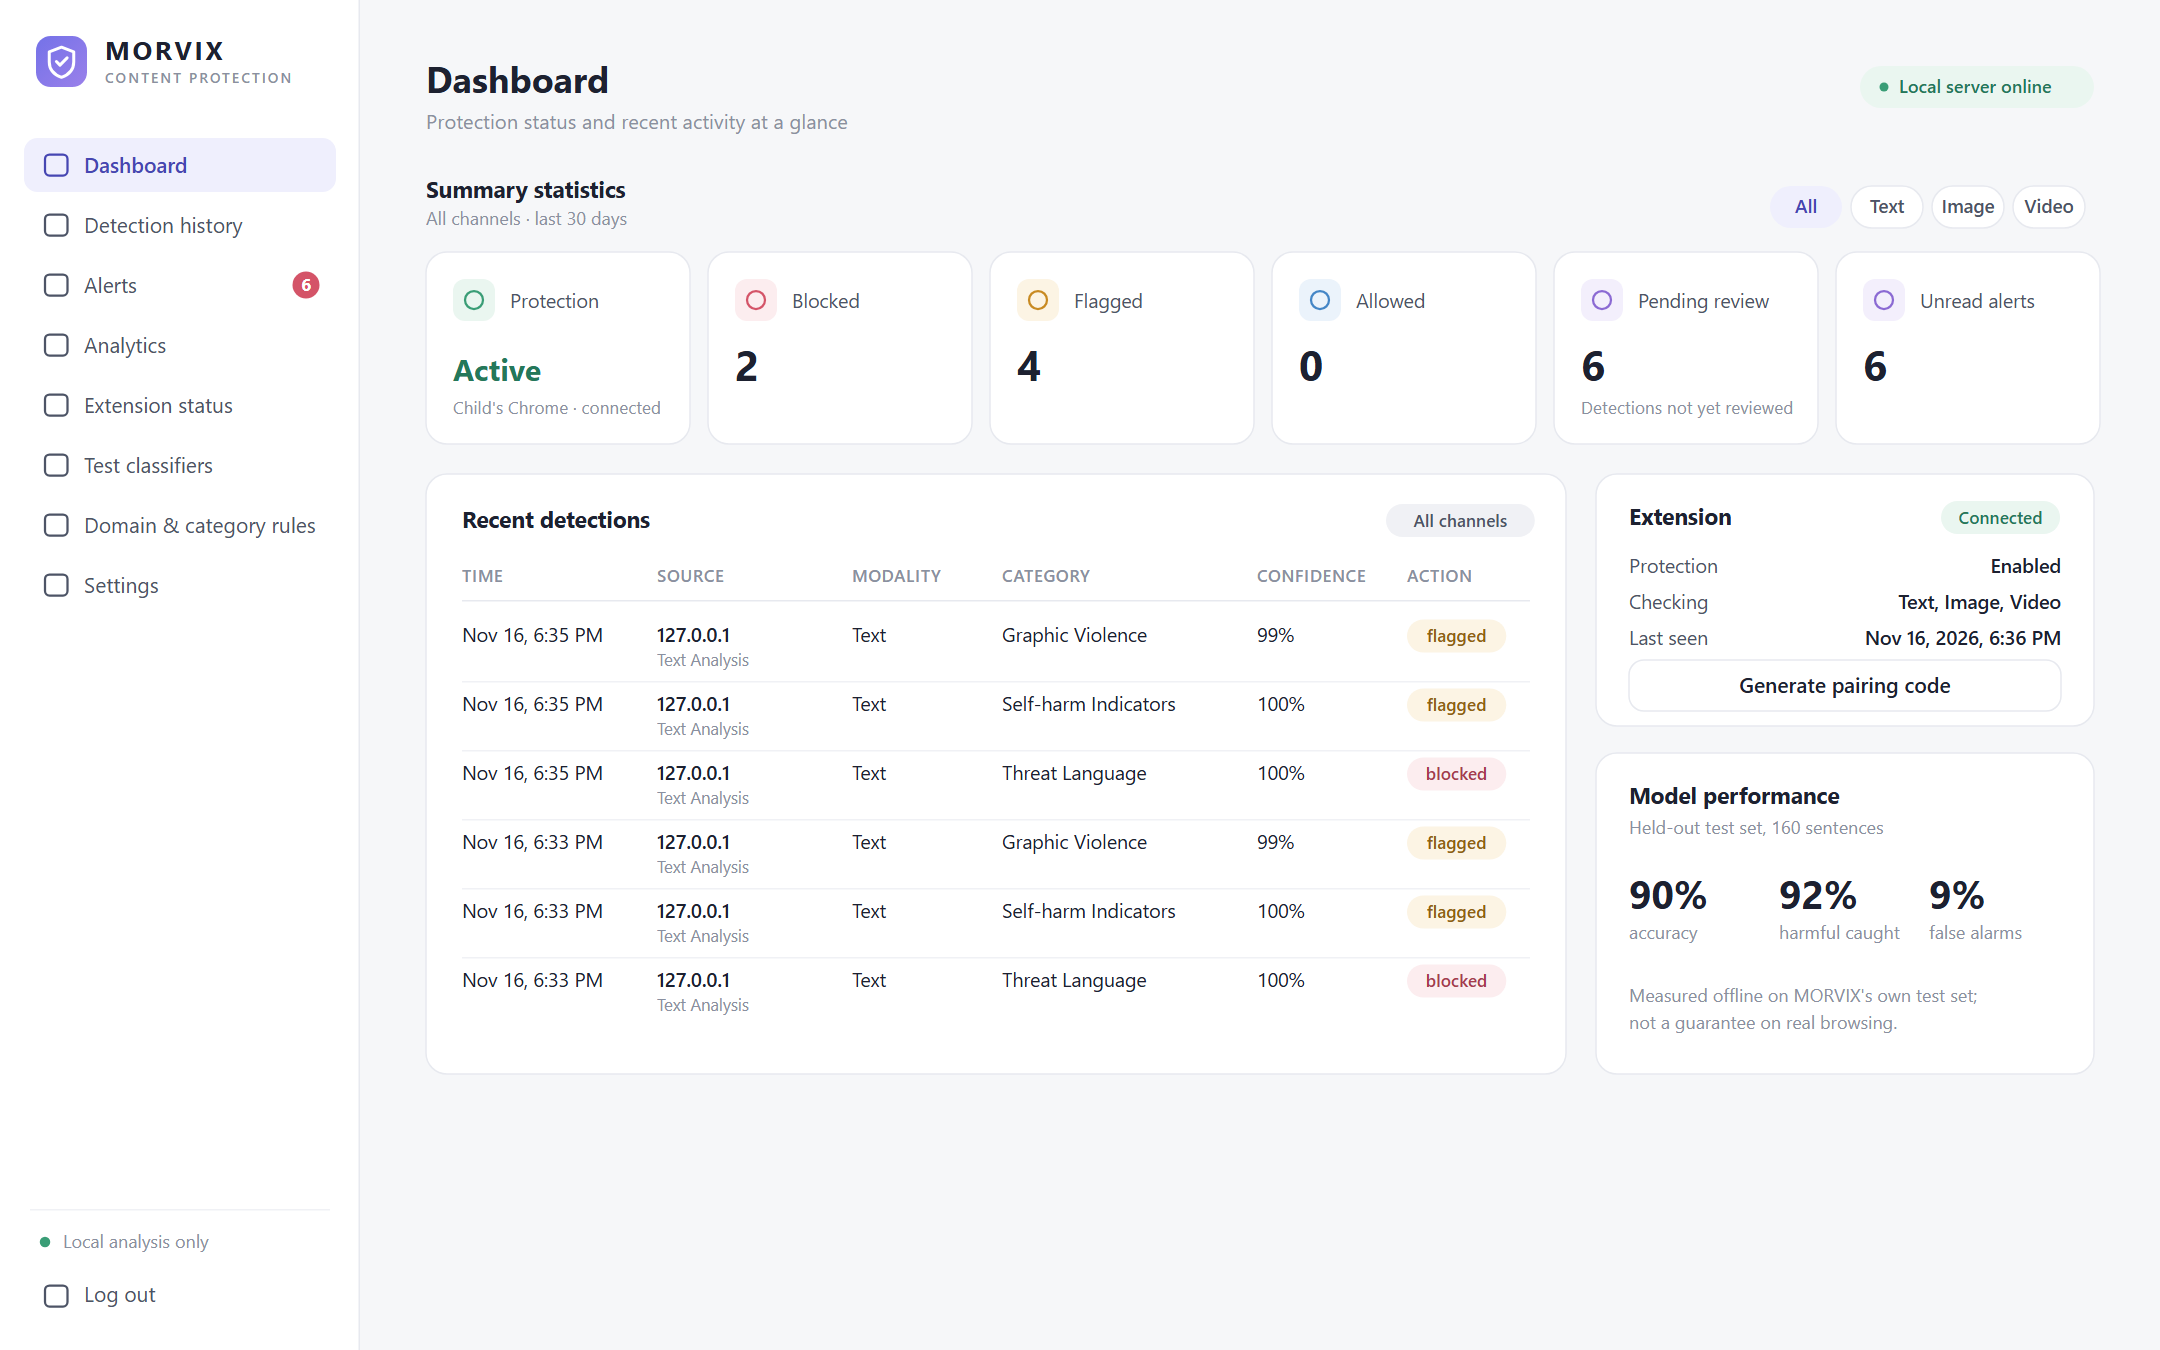 MORVIX
CONTENT PROTECTION
Dashboard
Detection history
Alerts 6
Analytics
Extension status
Test classifiers
Domain & category rules
Settings
Local analysis only
Log out
Dashboard
Protection status and recent activity at a glance
Local server online
Summary statistics
All channels · last 30 days
All Text Image Video
Protection
Active
Child's Chrome · connected
Blocked
2
Flagged
4
Allowed
0
Pending review
6
Detections not yet reviewed
Unread alerts
6
Recent detections All channels
TIME SOURCE MODALITY CATEGORY CONFIDENCE ACTION
Nov 16, 6:35 PM 127.0.0.1 Text Graphic Violence 99% flagged
Text Analysis
Nov 16, 6:35 PM 127.0.0.1 Text Self-harm Indicators 100% flagged
Text Analysis
Nov 16, 6:35 PM 127.0.0.1 Text Threat Language 100% blocked
Text Analysis
Nov 16, 6:33 PM 127.0.0.1 Text Graphic Violence 99% flagged
Text Analysis
Nov 16, 6:33 PM 127.0.0.1 Text Self-harm Indicators 100% flagged
Text Analysis
Nov 16, 6:33 PM 127.0.0.1 Text Threat Language 100% blocked
Text Analysis
Extension Connected
Protection Enabled
Checking Text, Image, Video
Last seen Nov 16, 2026, 6:36 PM
Generate pairing code
Model performance
Held-out test set, 160 sentences
90% 92% 9%
accuracy harmful caught false alarms
Measured offline on MORVIX's own test set;
not a guarantee on real browsing.